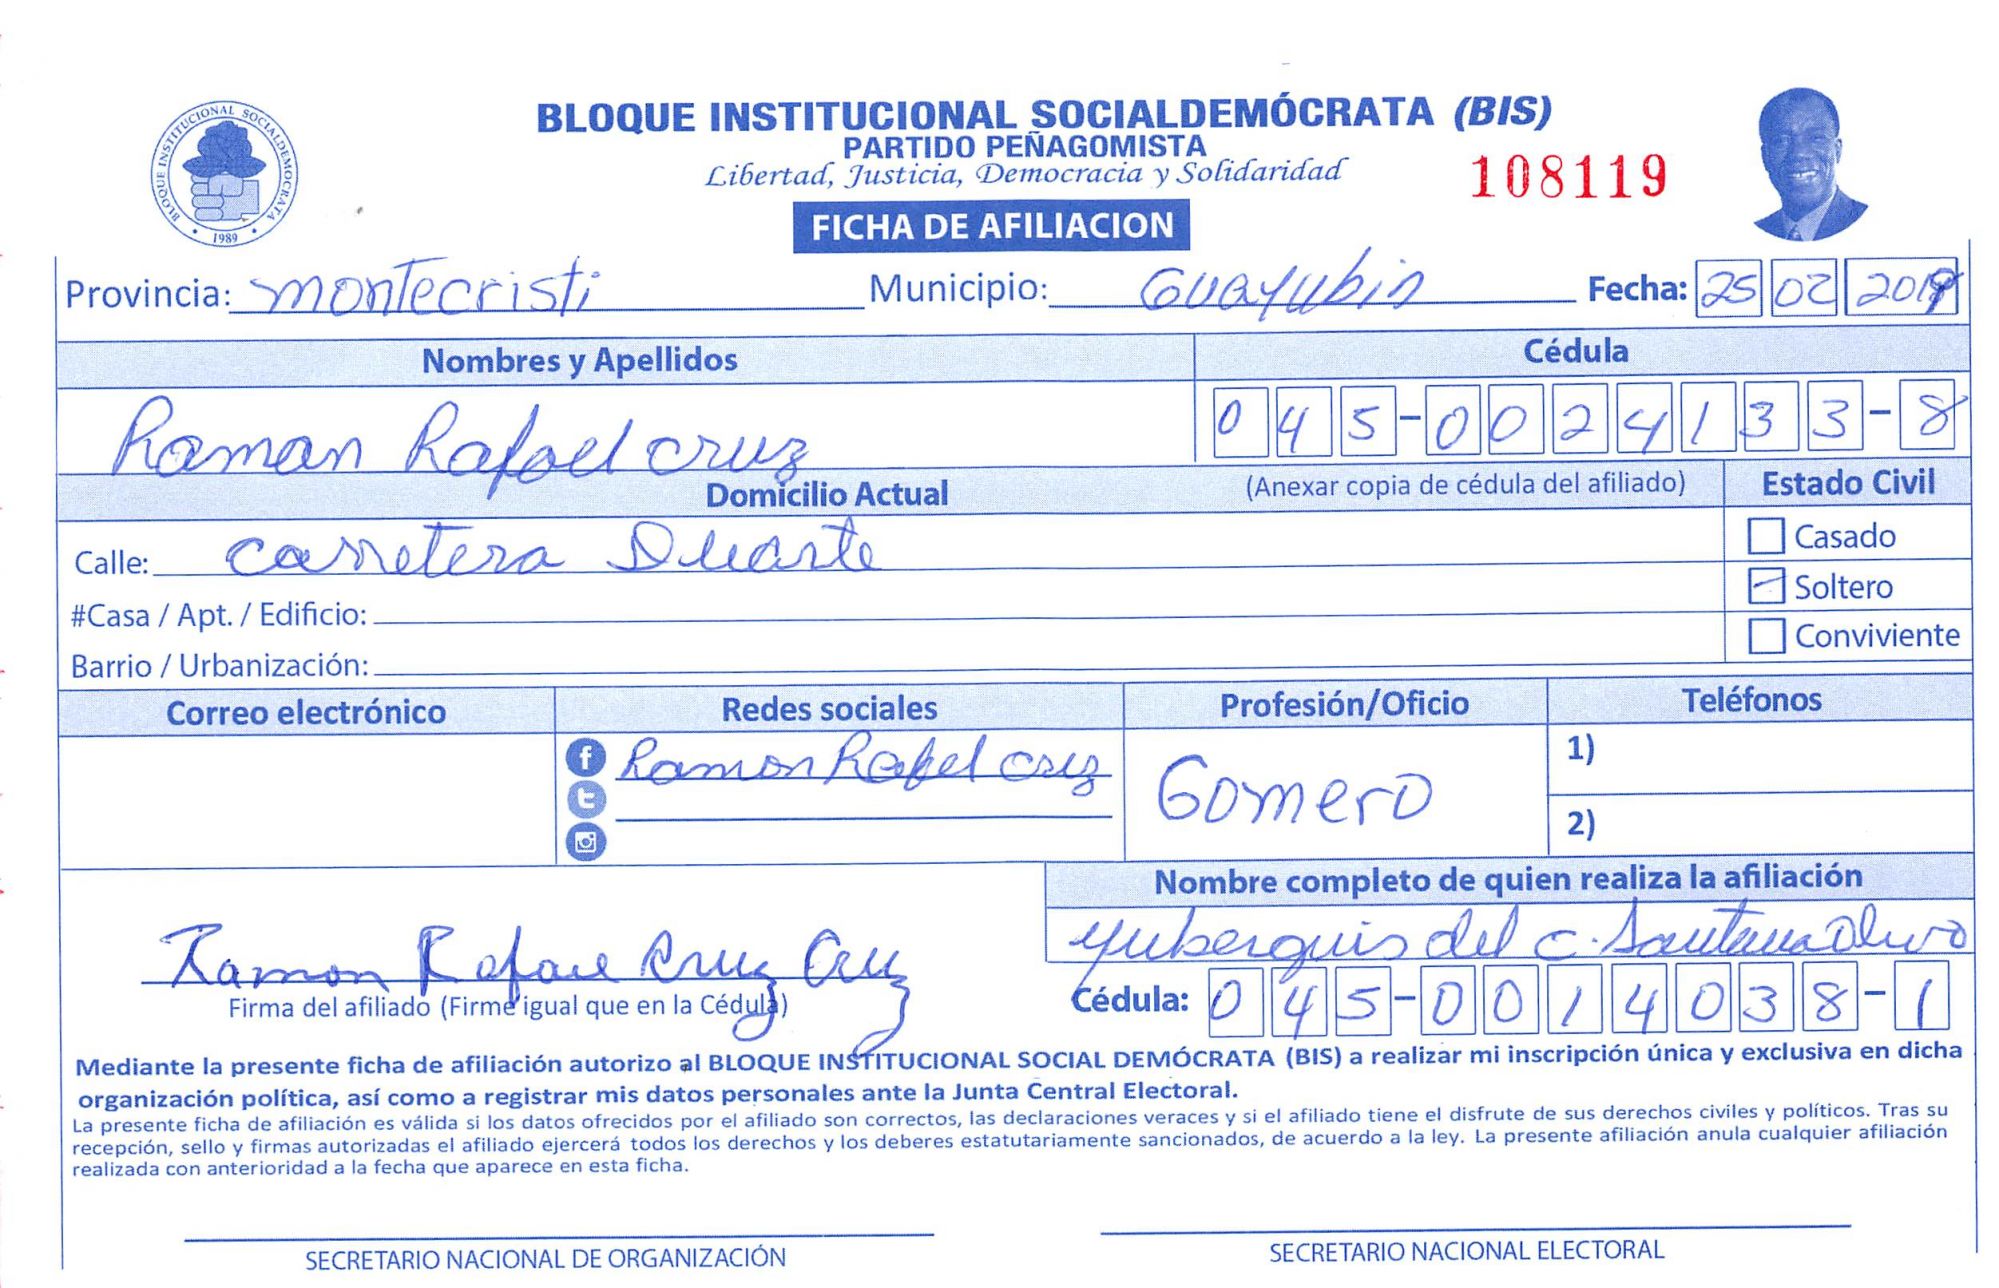 BLOQUE INSTITUCIONAL SOCIALDEMÓCRATA • 1989 •
BLOQUE INSTITUCIONAL SOCIALDEMÓCRATA (BIS)
PARTIDO PEÑAGOMISTA
Libertad, Justicia, Democracia y Solidaridad
108119
FICHA DE AFILIACION
Provincia: Montecristi Municipio: Guayubin Fecha: 25 02 2019
Nombres y Apellidos Cédula
Raman Rafael cruz 045-0024133-8
Domicilio Actual (Anexar copia de cédula del afiliado) Estado Civil
Calle: Carretera Duarte Casado
Soltero
#Casa / Apt. / Edificio:
Conviviente
Barrio / Urbanización:
Correo electrónico Redes sociales Profesión/Oficio Teléfonos
Ramon Rafel cruz Gomero 1)
2)
Nombre completo de quien realiza la afiliación
yuberquis del c. Santana Olivo
Ramon Rafael Cruz Cruz
Firma del afiliado (Firme igual que en la Cédula) Cédula: 045-0014038-1
Mediante la presente ficha de afiliación autorizo al BLOQUE INSTITUCIONAL SOCIAL DEMÓCRATA (BIS) a realizar mi inscripción única y exclusiva en dicha
organización política, así como a registrar mis datos personales ante la Junta Central Electoral.
La presente ficha de afiliación es válida si los datos ofrecidos por el afiliado son correctos, las declaraciones veraces y si el afiliado tiene el disfrute de sus derechos civiles y políticos. Tras su
recepción, sello y firmas autorizadas el afiliado ejercerá todos los derechos y los deberes estatutariamente sancionados, de acuerdo a la ley. La presente afiliación anula cualquier afiliación
realizada con anterioridad a la fecha que aparece en esta ficha.
SECRETARIO NACIONAL DE ORGANIZACIÓN SECRETARIO NACIONAL ELECTORAL